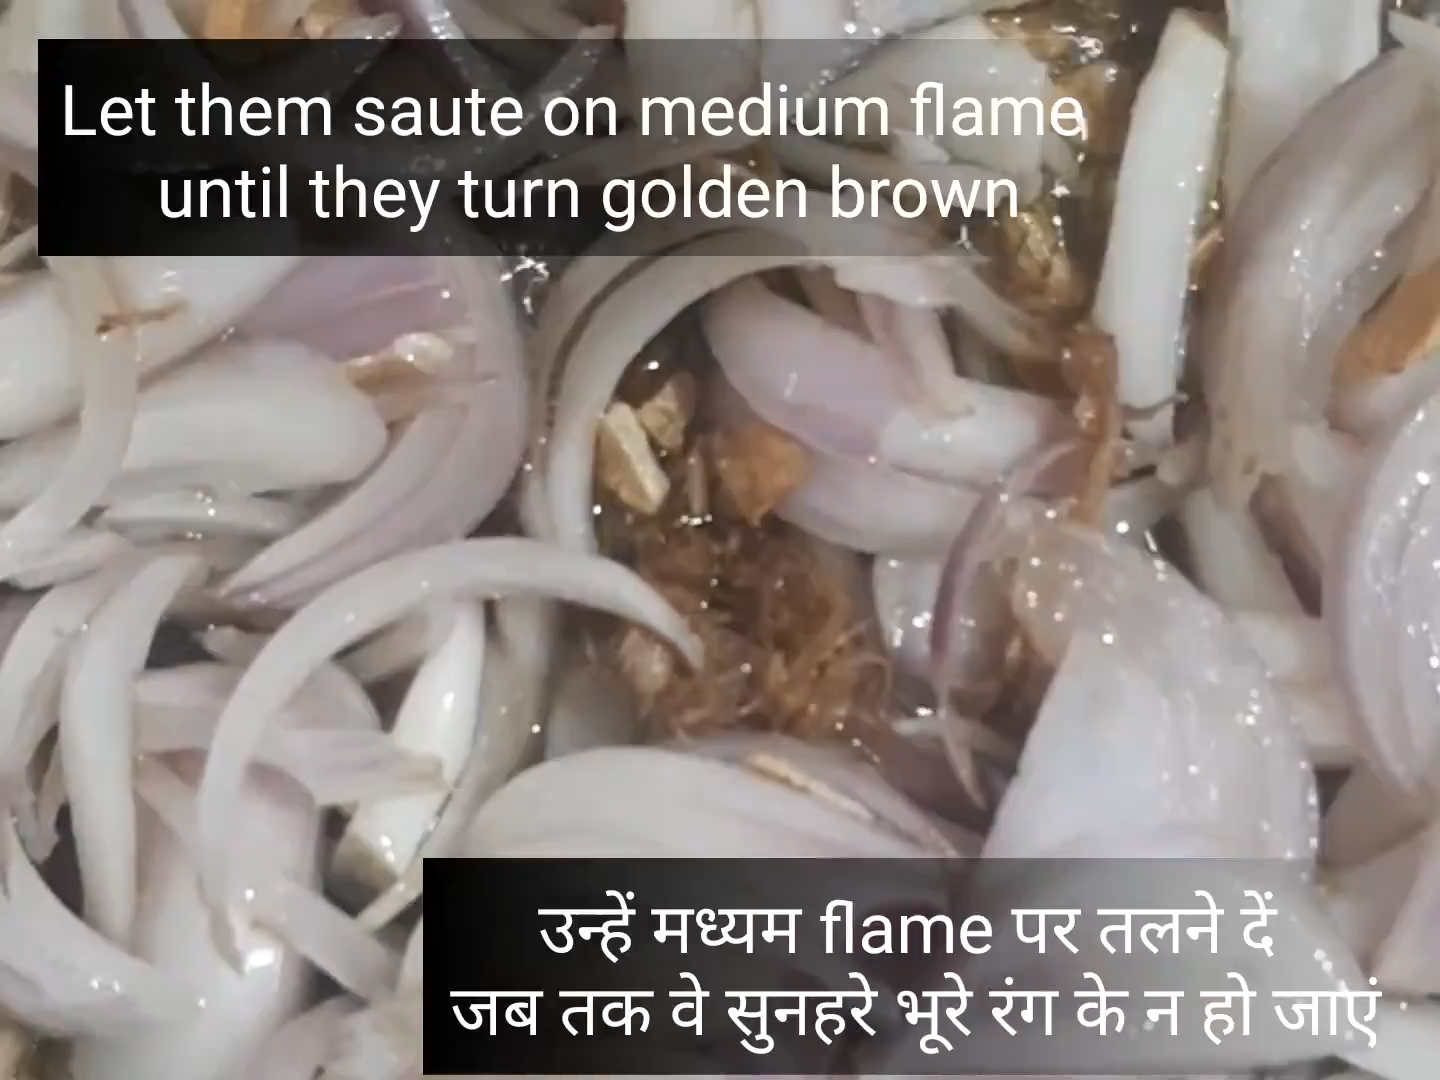 Let them saute on medium flame
until they turn golden brown
उन्हें मध्यम flame पर तलने दें
जब तक वे सुनहरे भूरे रंग के न हो जाएं